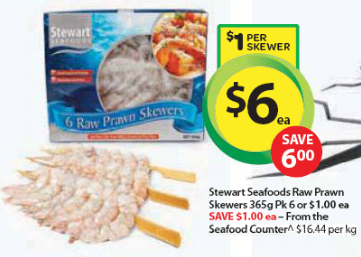 Stewart
SEAFOODS
6 Raw Prawn Skewers
$1 PER
SKEWER
$6
ea
SAVE
6.00
Stewart Seafoods Raw Prawn
Skewers 365g Pk 6 or $1.00 ea
SAVE $1.00 ea – From the
Seafood Counter^ $16.44 per kg